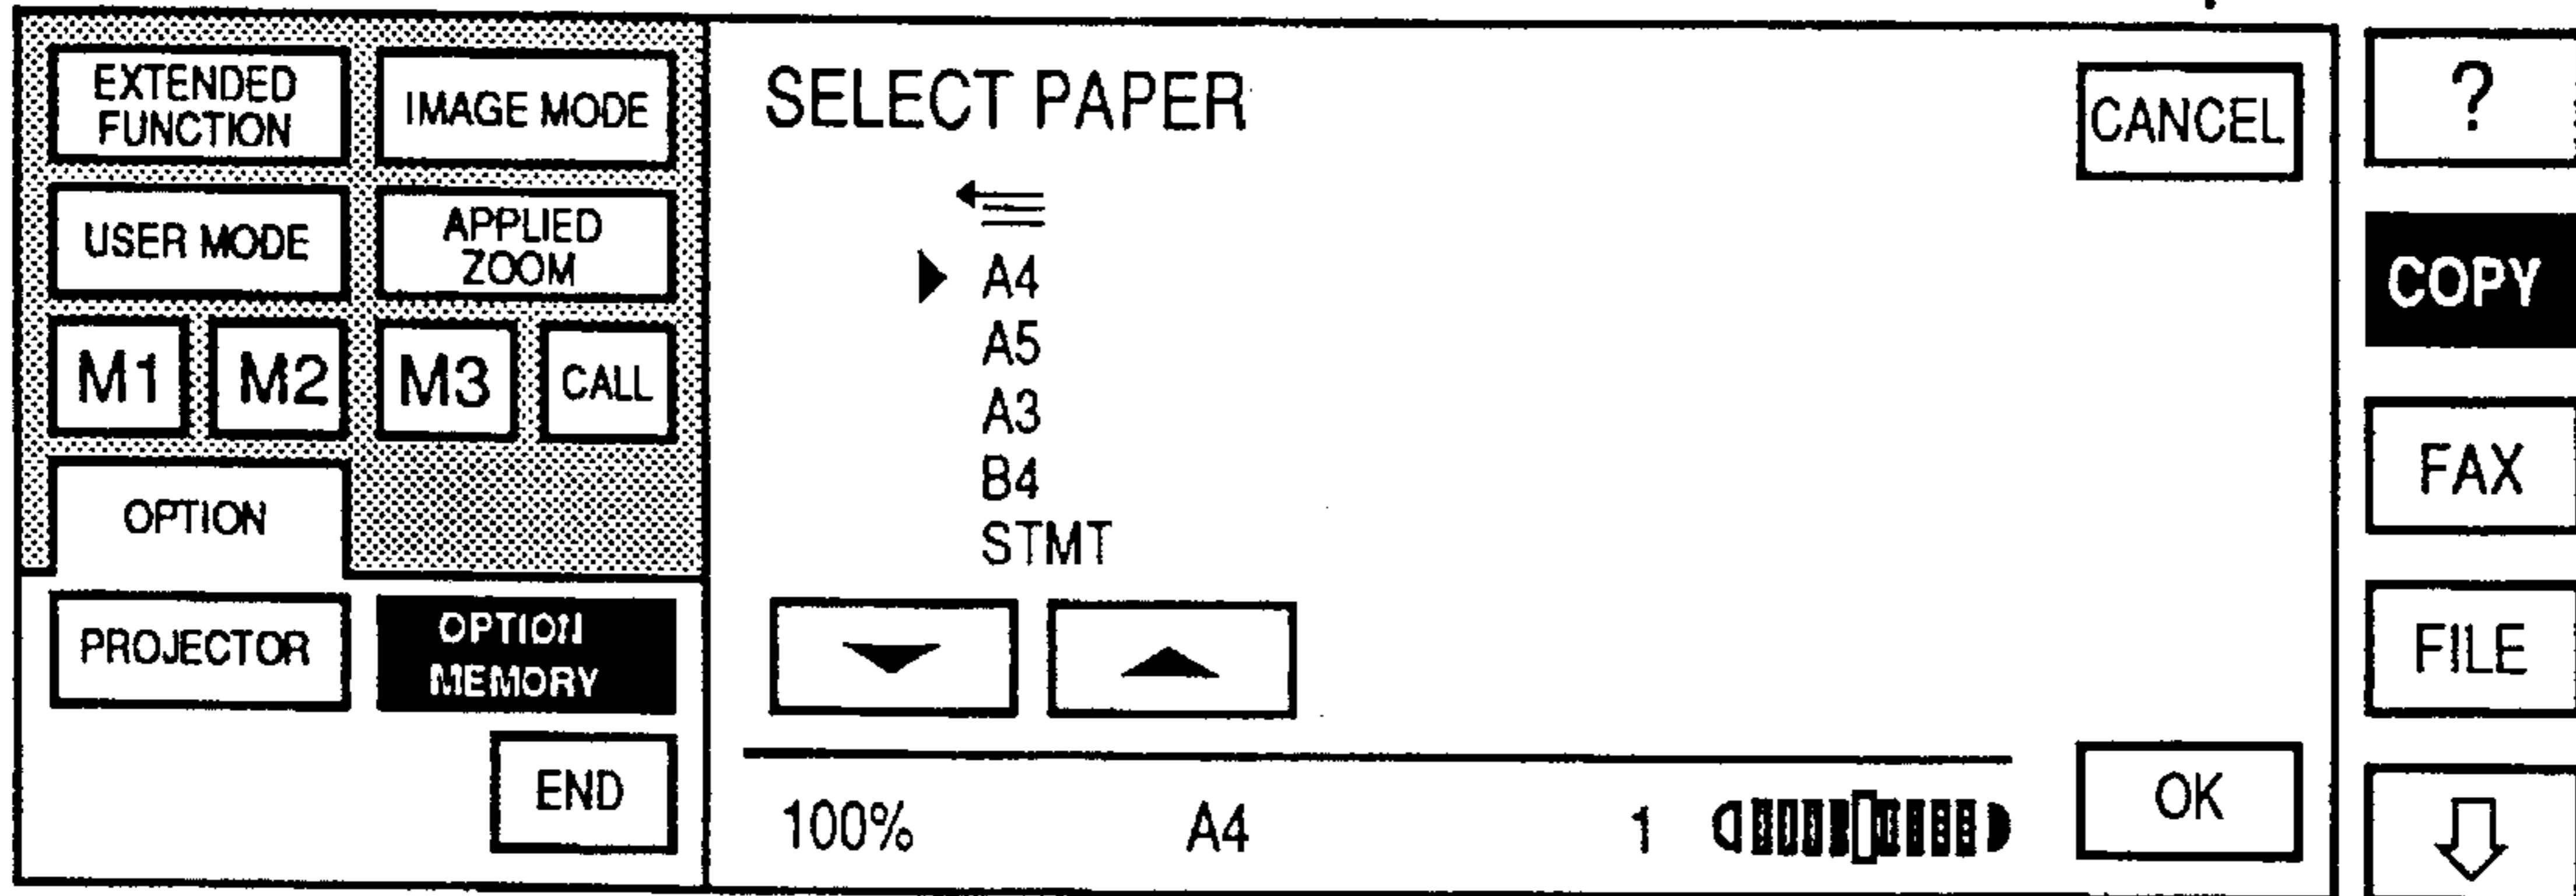 EXTENDED
FUNCTION
IMAGE MODE
USER MODE
APPLIED
ZOOM
M1 M2 M3 CALL
OPTION
PROJECTOR
OPTION
MEMORY
END
SELECT PAPER
CANCEL
A4
A5
A3
B4
STMT
100% A4 1
OK
?
COPY
FAX
FILE